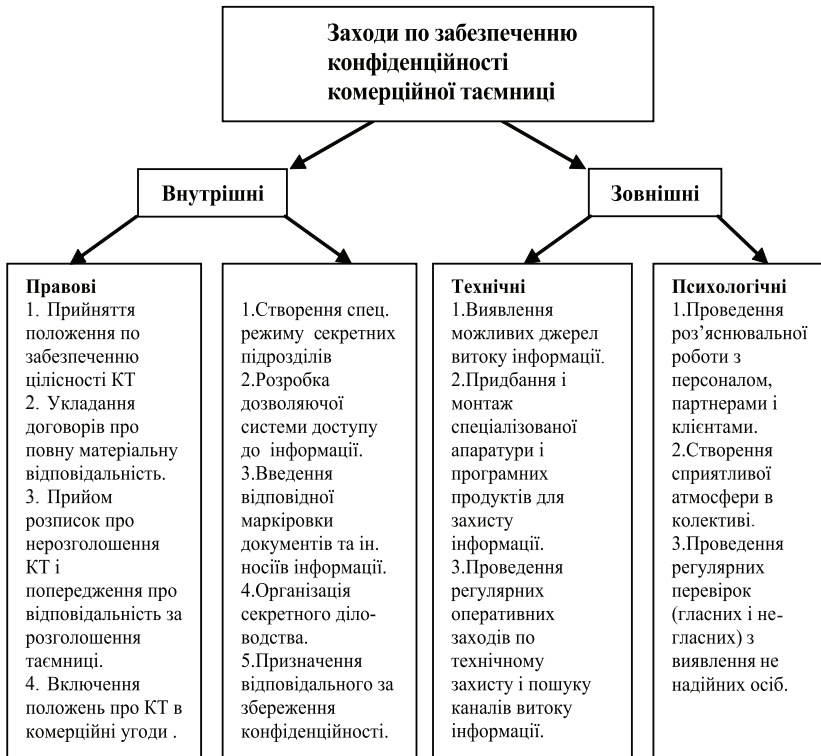 Заходи по забезпеченню
конфіденційності
комерційної таємниці
Внутрішні
Зовнішні
Правові
1. Прийняття
положення по
забезпеченню
цілісності КТ
2. Укладання
договорів про
повну матеріальну
відповідальність.
3. Прийом
розписок про
нерозголошення
КТ і
попередження про
відповідальність за
розголошення
таємниці.
4. Включення
положень про КТ в
комерційні угоди .
1.Створення спец.
режиму секретних
підрозділів
2.Розробка
дозволяючої
системи доступу
до інформації.
3.Введення
відповідної
маркіровки
документів та ін.
носіїв інформації.
4.Організація
секретного діло-
водства.
5.Призначення
відповідального за
збереження
конфіденційності.
Технічні
1.Виявлення
можливих джерел
витоку інформації.
2.Придбання і
монтаж
спеціалізованої
апаратури і
програмних
продуктів для
захисту
інформації.
3.Проведення
регулярних
оперативних
заходів по
технічному
захисту і пошуку
каналів витоку
інформації.
Психологічні
1.Проведення
роз’яснювальної
роботи з
персоналом,
партнерами і
клієнтами.
2.Створення
сприятливої
атмосфери в
колективі.
3.Проведення
регулярних
перевірок
(гласних і не-
гласних) з
виявлення не
надійних осіб.